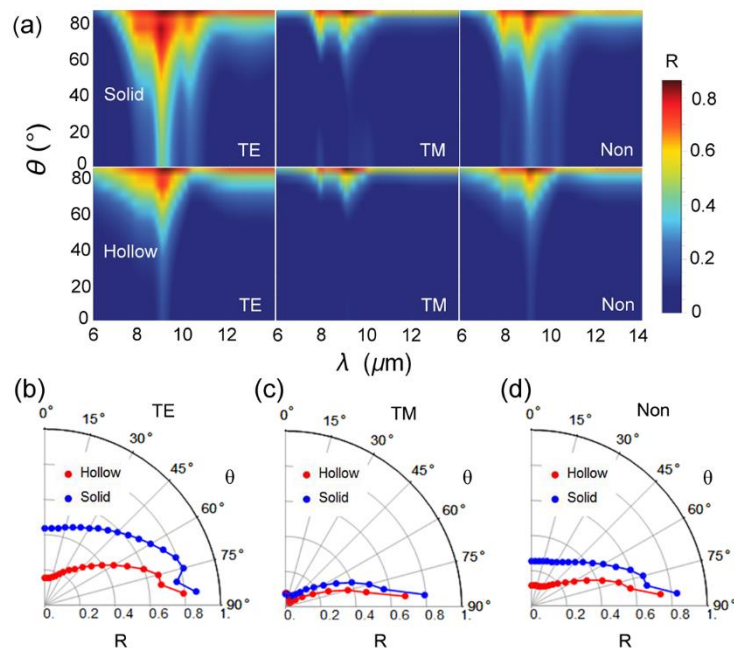 (a)
R
Solid
TE
TM
Non
Hollow
TE
TM
Non
θ (°)
80
60
40
20
0
80
60
40
20
0
6 8 10 12 6 8 10 12 6 8 10 12 14
λ (μm)
0.8
0.6
0.4
0.2
0
(b)
TE
0° 15° 30° 45° 60° 75° 90°
θ
Hollow
Solid
0.0 0.2 0.4 0.6 0.8 1.
R
(c)
TM
0° 15° 30° 45° 60° 75° 90°
θ
Hollow
Solid
0.0 0.2 0.4 0.6 0.8 1.
R
(d)
Non
0° 15° 30° 45° 60° 75° 90°
θ
Hollow
Solid
0.0 0.2 0.4 0.6 0.8 1.
R